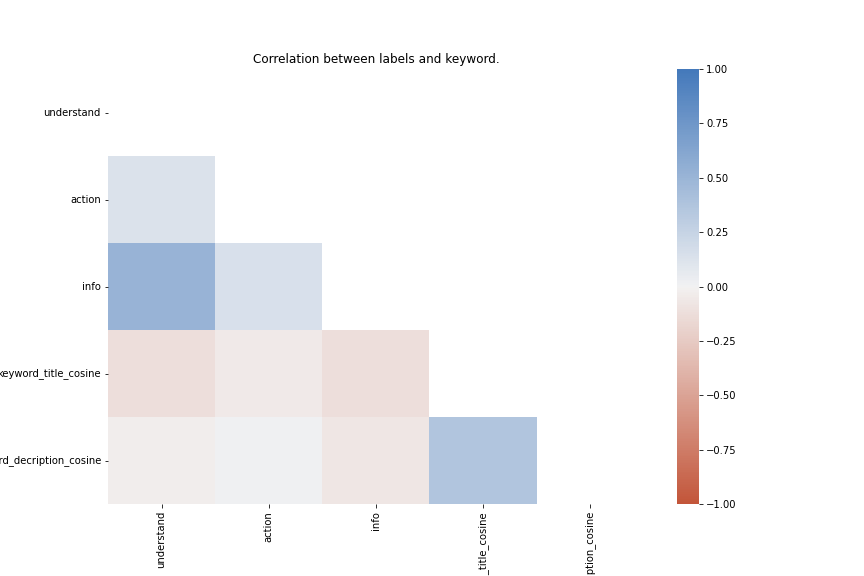 Correlation between labels and keyword.
understand
action
info
keyword_title_cosine
rd_decription_cosine
understand
action
info
_title_cosine
ption_cosine
1.00
0.75
0.50
0.25
0.00
−0.25
−0.50
−0.75
−1.00